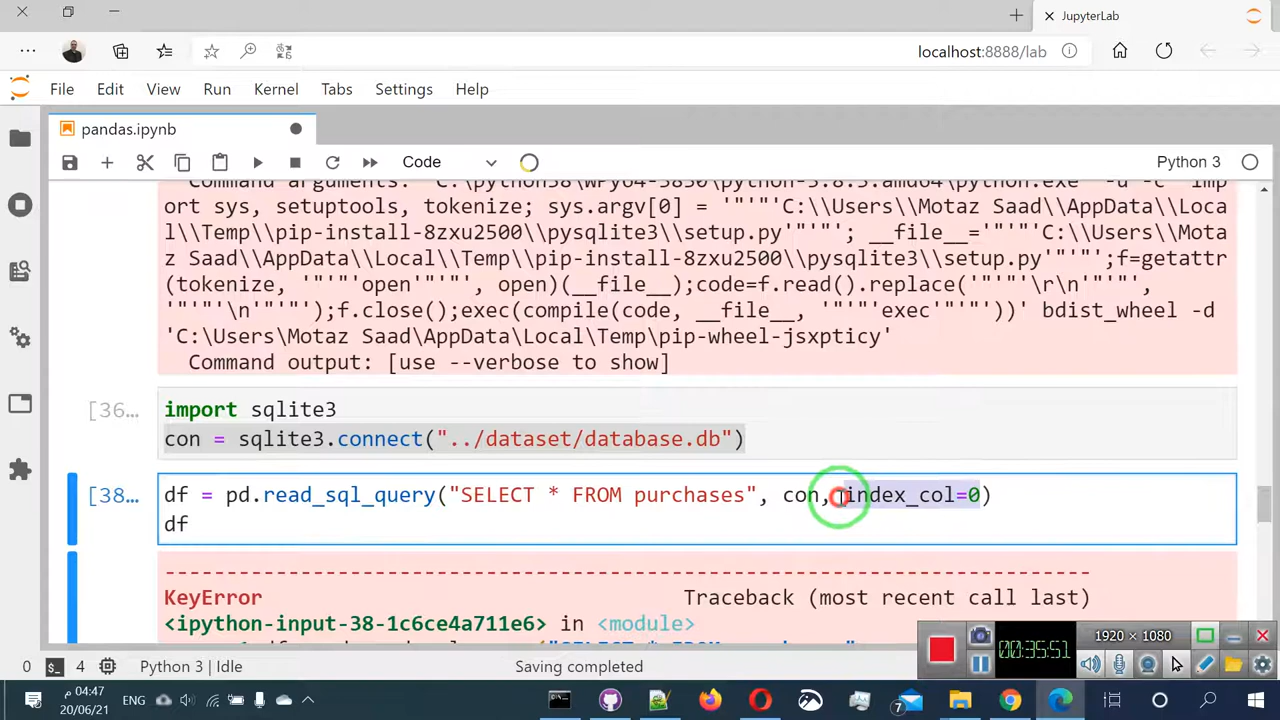 JupyterLab
localhost:8888/lab
File Edit View Run Kernel Tabs Settings Help
pandas.ipynb
Code Python 3
Command arguments:
ort sys, setuptools, tokenize; sys.argv[0] = '"'"'C:\\Users\\Motaz Saad\\AppData\\Loca
l\\Temp\\pip-install-8zxu2500\\pysqlite3\\setup.py'"'"'; __file__='"'"'C:\\Users\\Mota
z Saad\\AppData\\Local\\Temp\\pip-install-8zxu2500\\pysqlite3\\setup.py'"'"';f=getattr
(tokenize, '"'"'open'"'"', open)(__file__);code=f.read().replace('"'"'\r\n'"'"',
'"'"'\n'"'"');f.close();exec(compile(code, __file__, '"'"'exec'"'"'))' bdist_wheel -d
'C:\Users\Motaz Saad\AppData\Local\Temp\pip-wheel-jsxpticy'
Command output: [use --verbose to show]
[36… import sqlite3
con = sqlite3.connect("../dataset/database.db")
[38… df = pd.read_sql_query("SELECT * FROM purchases", con, index_col=0)
df
---------------------------------------------------------------------------
KeyError Traceback (most recent call last)
<ipython-input-38-1c6ce4a711e6> in <module>
00:35:51
1920 × 1080
0 4 Python 3 | Idle Saving completed
04:47 م
ENG
20/06/21
7